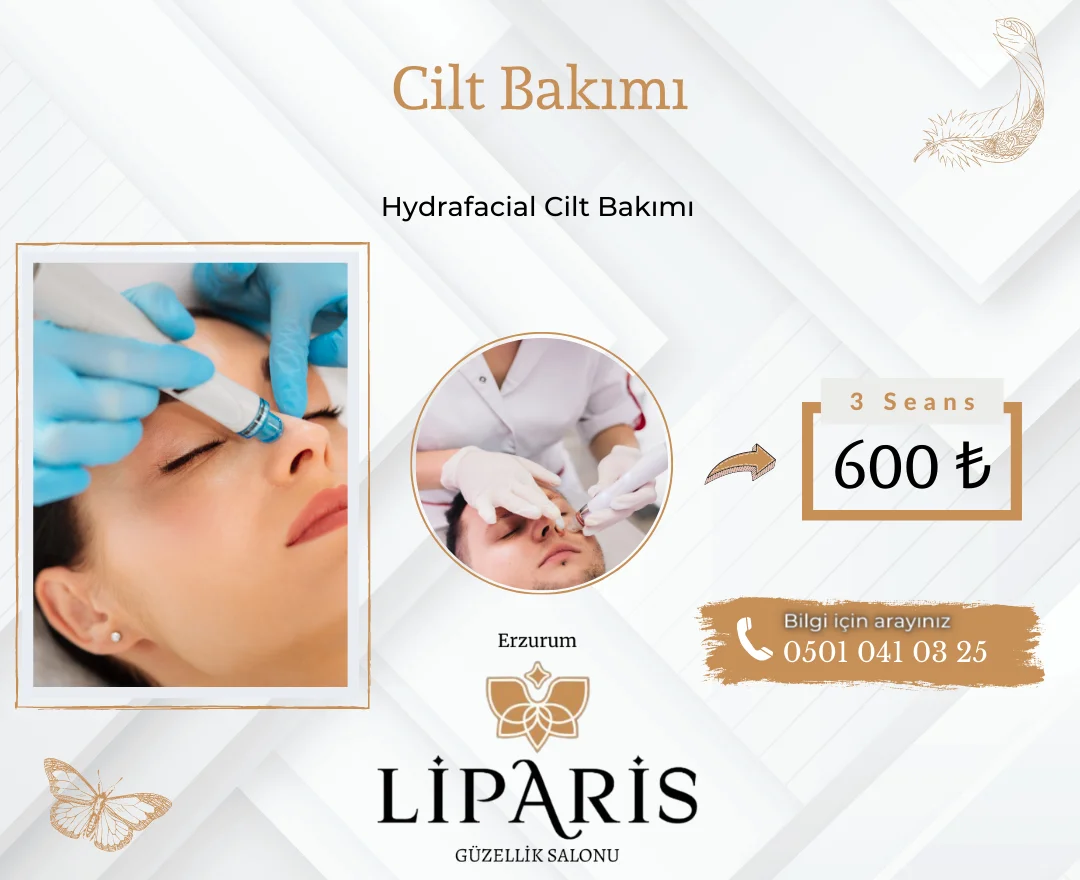 Cilt Bakımı
Hydrafacial Cilt Bakımı
3 Seans
600 ₺
Bilgi için arayınız
0501 041 03 25
Erzurum
LİPARİS
GÜZELLİK SALONU